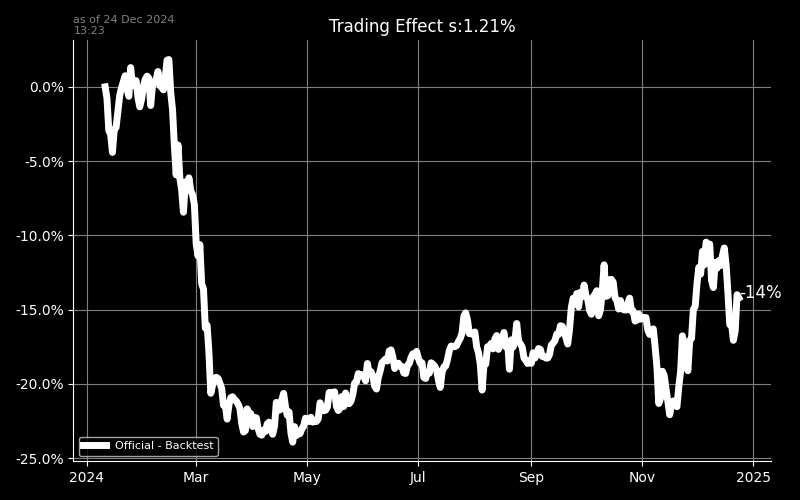 as of 24 Dec 2024
13:23
Trading Effect s:1.21%
0.0%
-5.0%
-10.0%
-15.0%
-20.0%
-25.0%
-14%
Official - Backtest
2024
Mar
May
Jul
Sep
Nov
2025